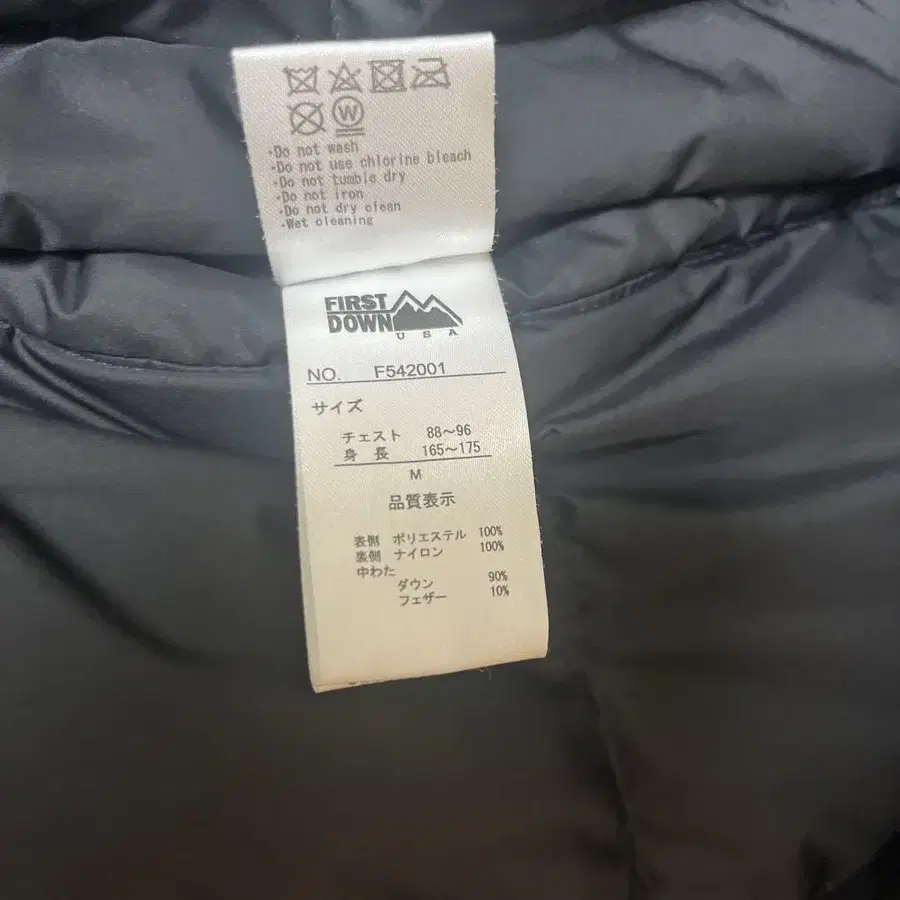 W
·Do not wash
·Do not use chlorine bleach
·Do not tumble dry
·Do not iron
·Do not dry clean
·Wet cleaning
FIRST
DOWN
USA
NO. F542001
サイズ
チェスト 88～96
身長 165～175
M
品質表示
表側 ポリエステル 100%
裏側 ナイロン 100%
中わた
ダウン 90%
フェザー 10%